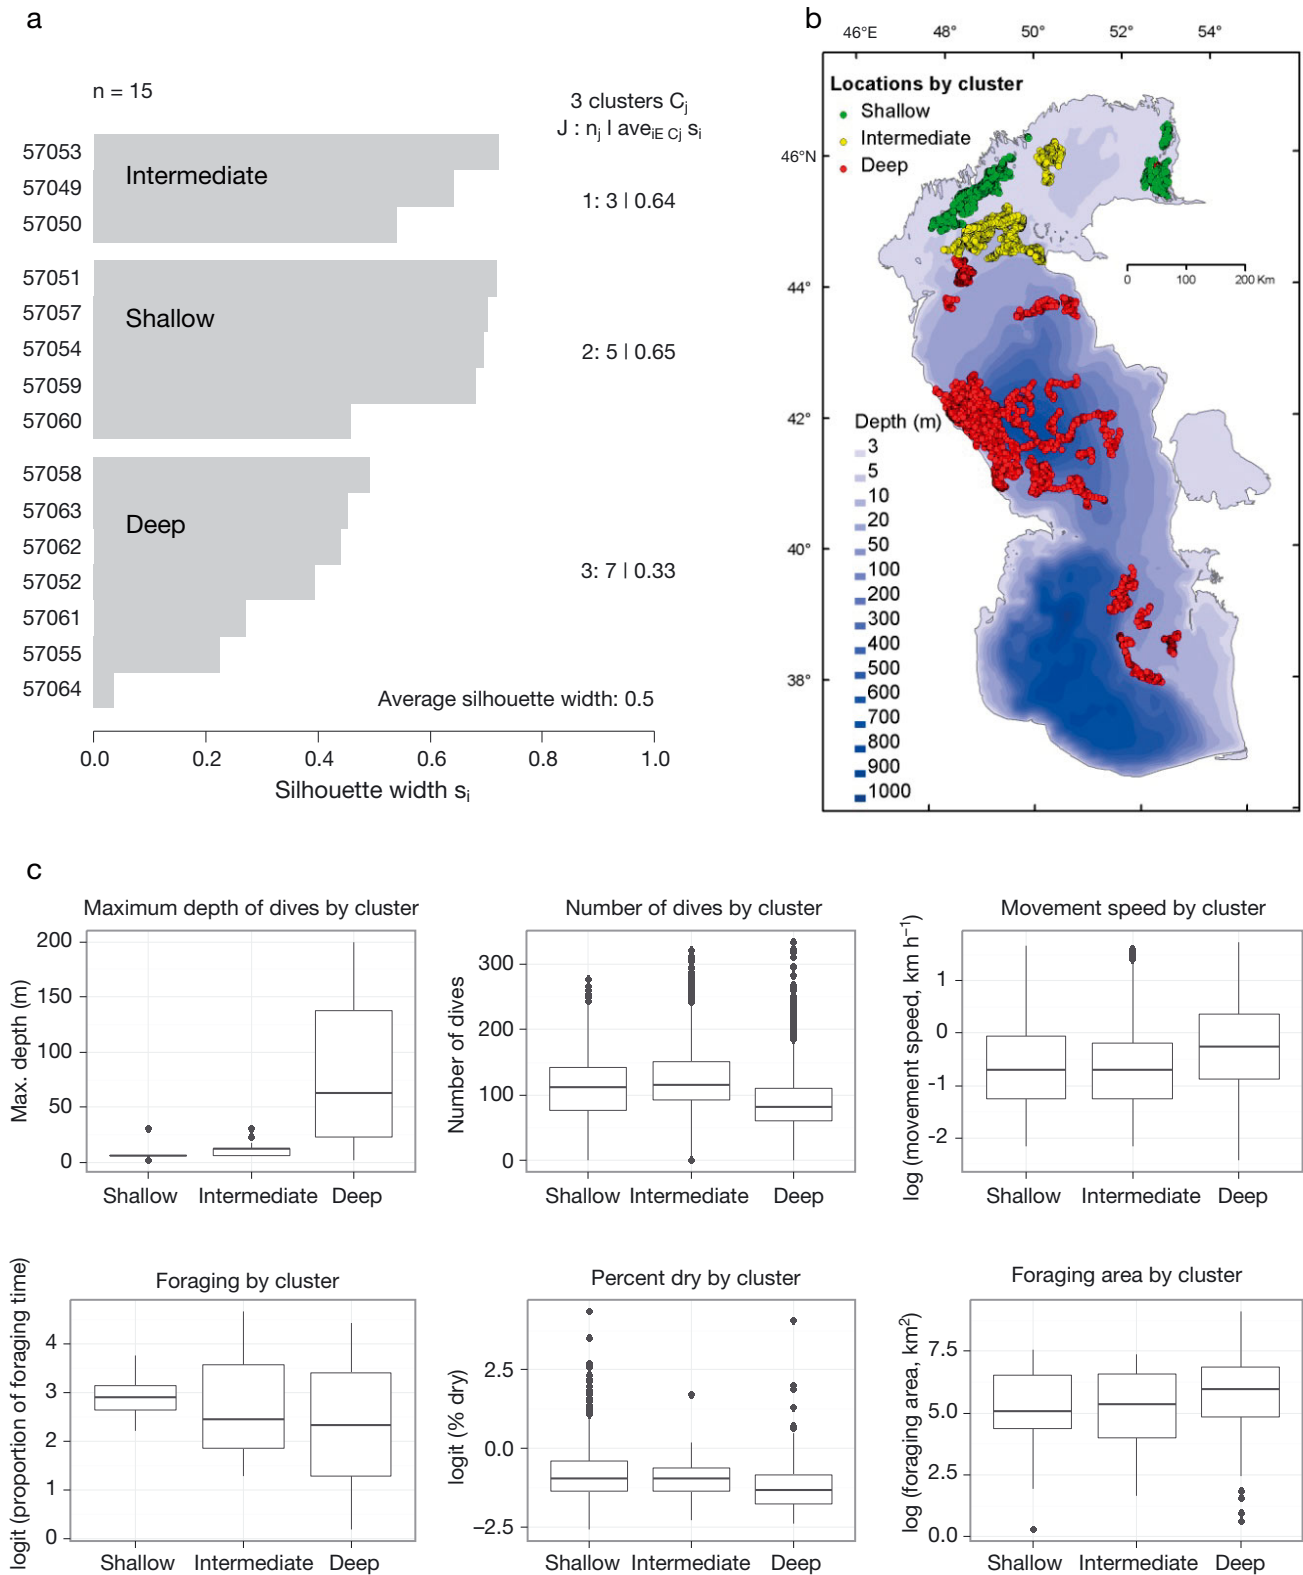 a
n = 15
3 clusters Cj
J : nj | aveiE Cj si
57053
57049
57050
Intermediate
1: 3 | 0.64
57051
57057
57054
57059
57060
Shallow
2: 5 | 0.65
57058
57063
57062
57052
57061
57055
57064
Deep
3: 7 | 0.33
Average silhouette width: 0.5
0.0 0.2 0.4 0.6 0.8 1.0
Silhouette width si
b
46°E 48° 50° 52° 54°
Locations by cluster
Shallow
Intermediate
Deep
46°N
44°
42°
40°
38°
0 100 200 Km
Depth (m)
3
5
10
20
50
100
200
300
400
500
600
700
800
900
1000
c
Maximum depth of dives by cluster
Max. depth (m)
200
150
100
50
0
Shallow Intermediate Deep
Number of dives by cluster
Number of dives
300
200
100
0
Shallow Intermediate Deep
Movement speed by cluster
log (movement speed, km h−1)
1
0
-1
-2
Shallow Intermediate Deep
Foraging by cluster
logit (proportion of foraging time)
4
3
2
1
0
Shallow Intermediate Deep
Percent dry by cluster
logit (% dry)
2.5
0.0
−2.5
Shallow Intermediate Deep
Foraging area by cluster
log (foraging area, km2)
7.5
5.0
2.5
0.0
Shallow Intermediate Deep